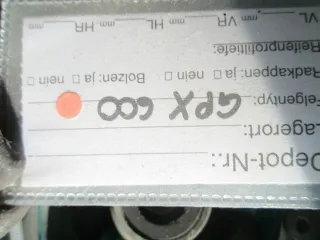 Depot-Nr.:
Lagerort:
Felgentyp: GPX 600
Radkappen: ja □ nein □ Bolzen: ja □ nein □
Reifenprofiltiefe:
VL mm VR mm HL mm HR